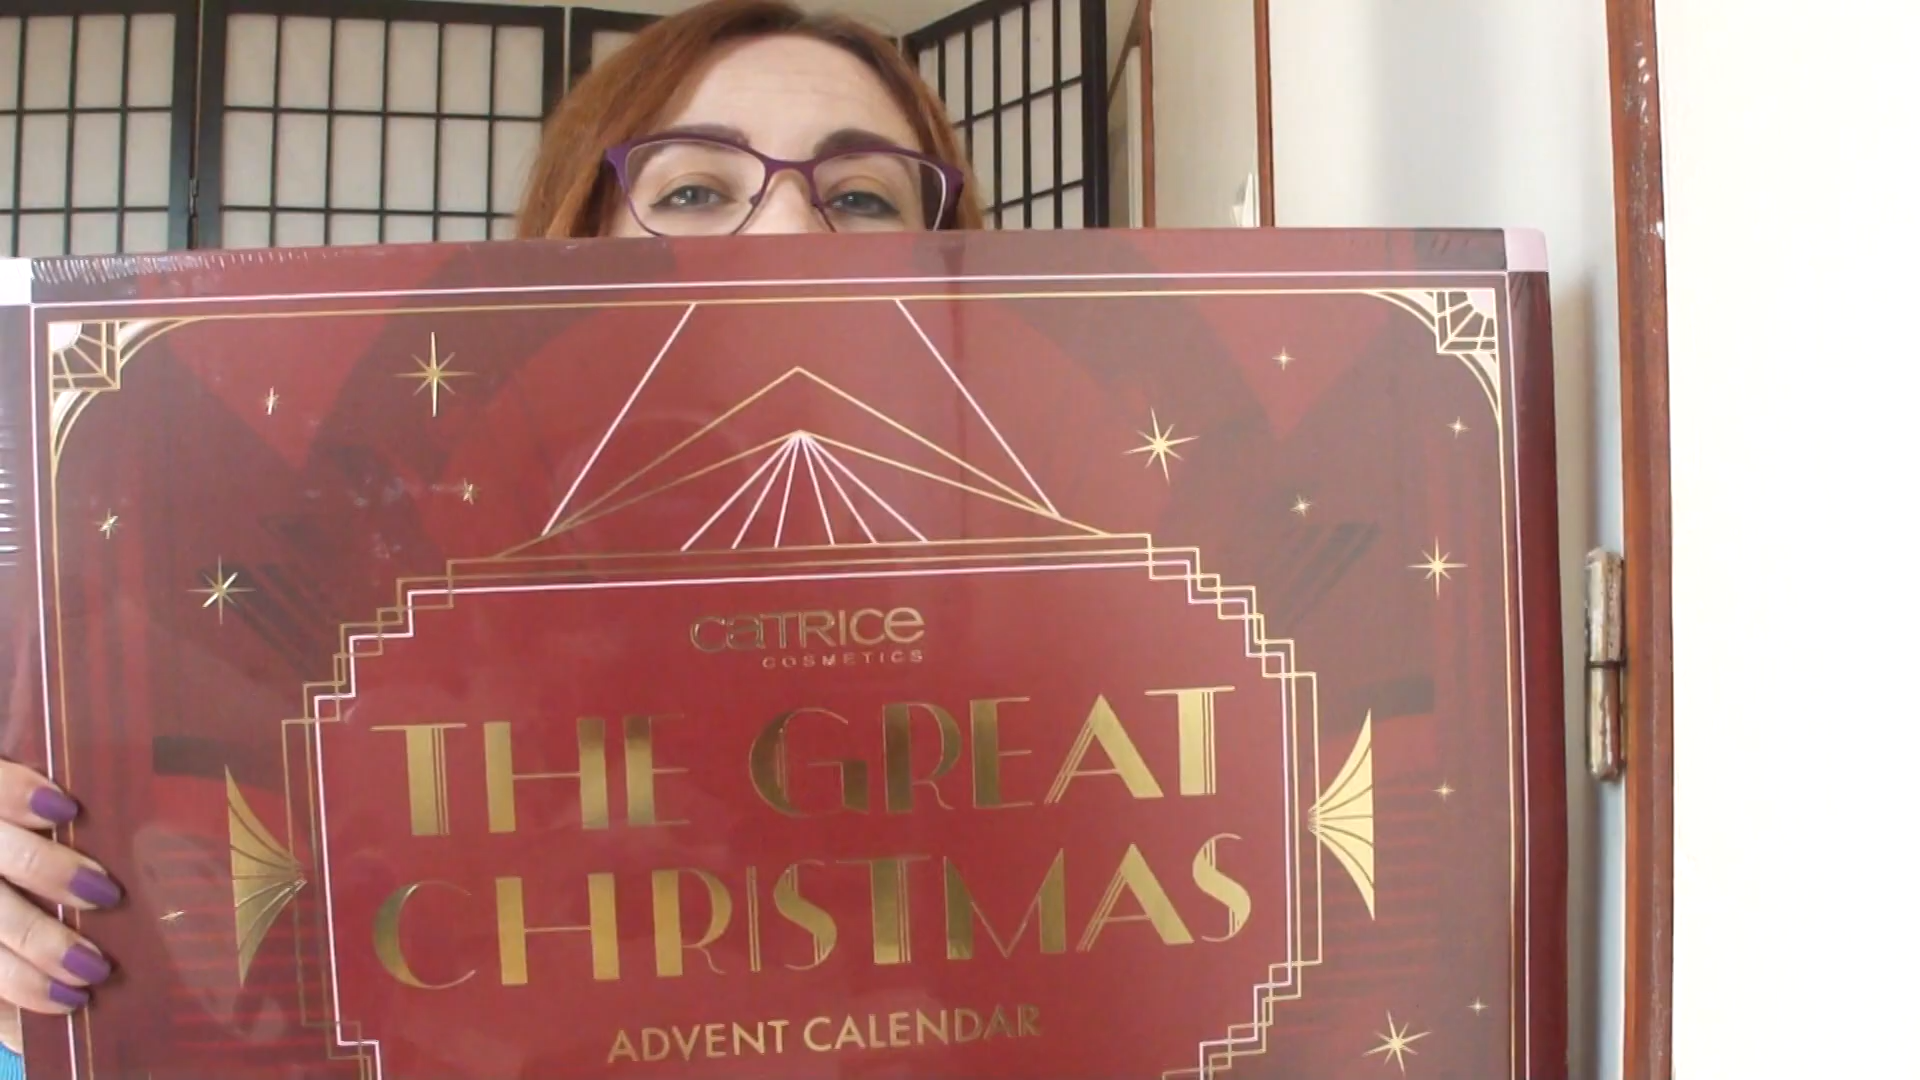 CATRICE
COSMETICS
THE GREAT
CHRISTMAS
ADVENT CALENDAR